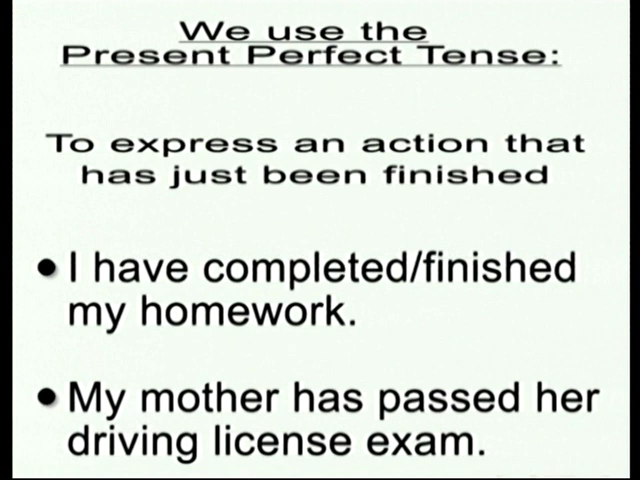 We use the
Present Perfect Tense:
To express an action that
has just been finished
• I have completed/finished
my homework.
• My mother has passed her
driving license exam.